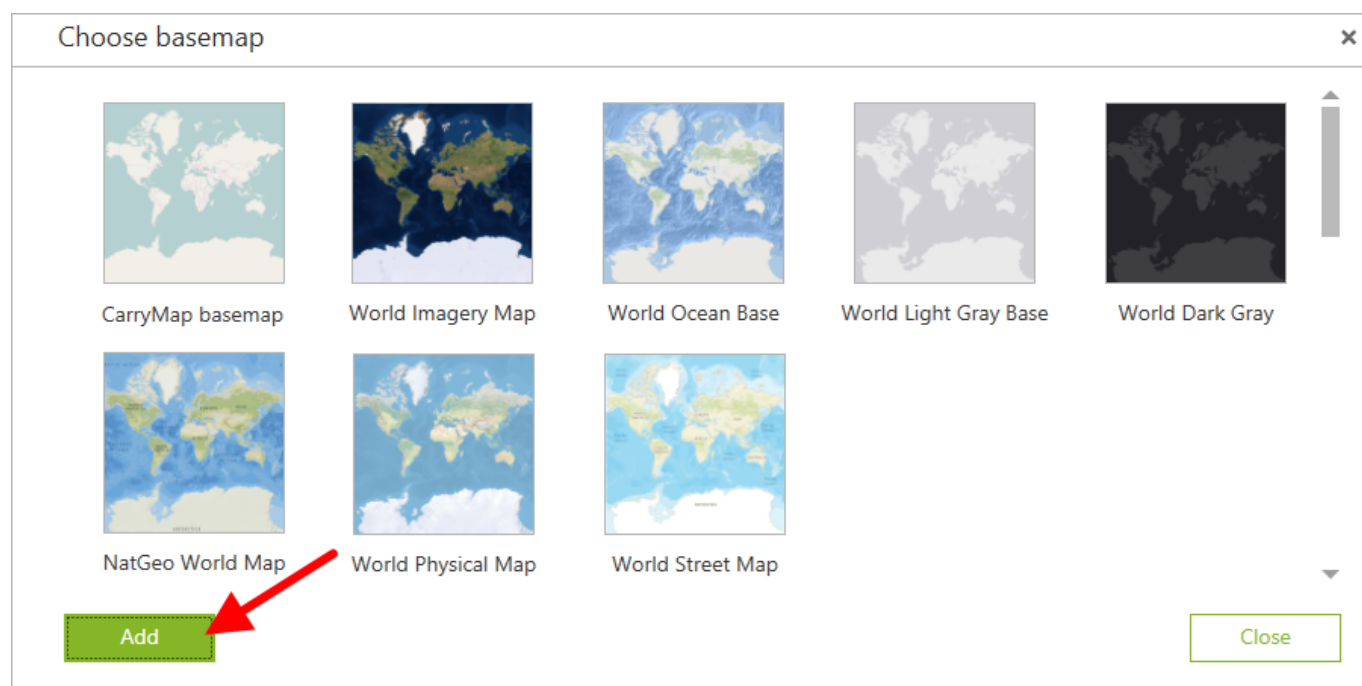 Choose basemap
CarryMap basemap
World Imagery Map
World Ocean Base
World Light Gray Base
World Dark Gray
NatGeo World Map
World Physical Map
World Street Map
Add
Close